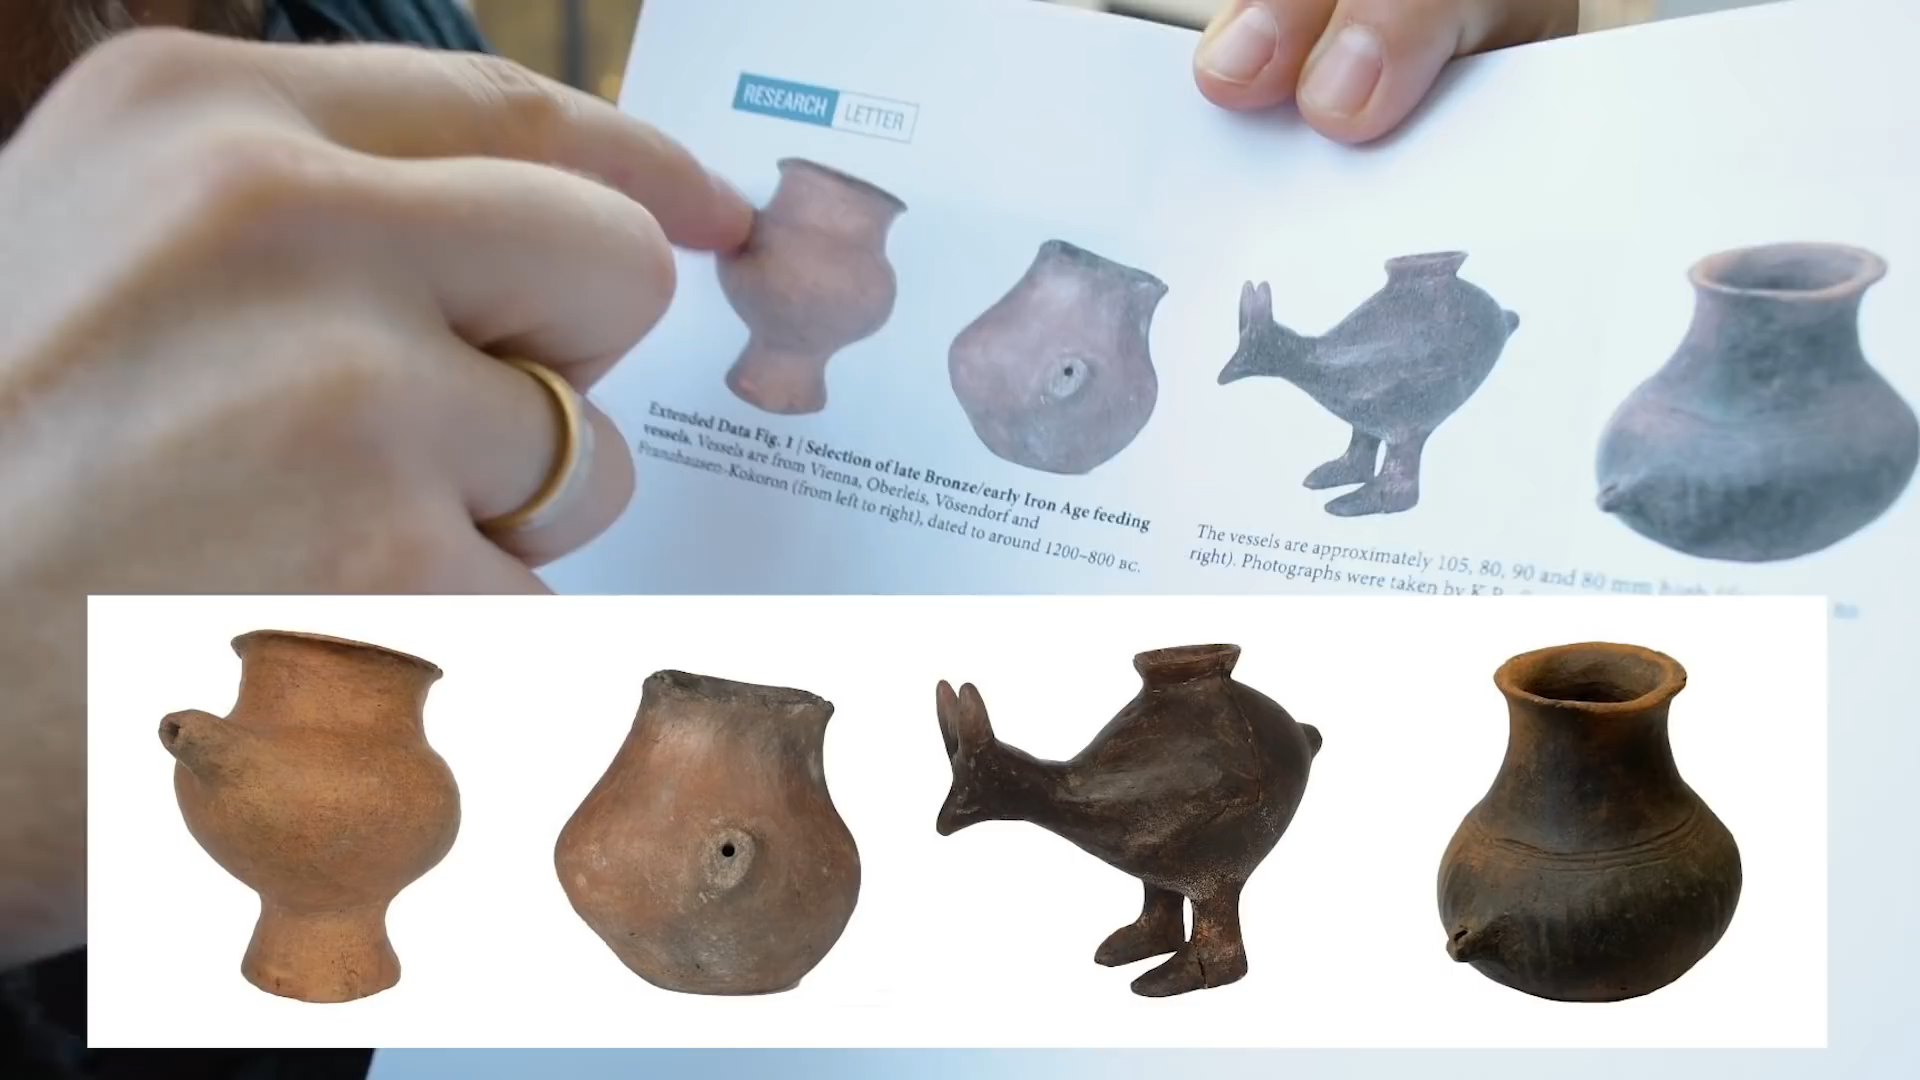 RESEARCH LETTER
Extended Data Fig. 1 | Selection of late Bronze/early Iron Age feeding
vessels. Vessels are from Vienna, Oberleis, Vösendorf and
Franzhausen-Kokoron (from left to right), dated to around 1200–800 BC.
The vessels are approximately 105, 80, 90 and 80 mm high
right). Photographs were taken by